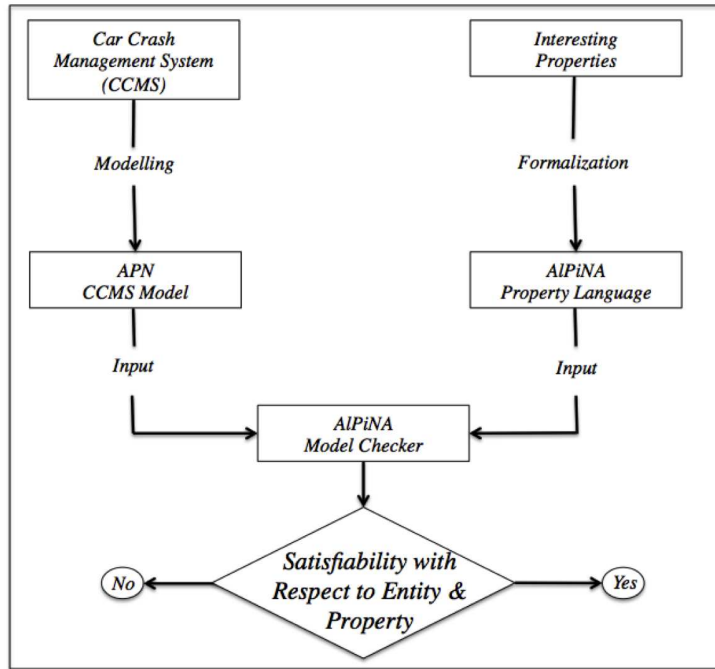 Car Crash
Management System
(CCMS)
Interesting
Properties
Modelling
Formalization
APN
CCMS Model
AlPiNA
Property Language
Input
Input
AlPiNA
Model Checker
Satisfiability with
Respect to Entity &
Property
No
Yes